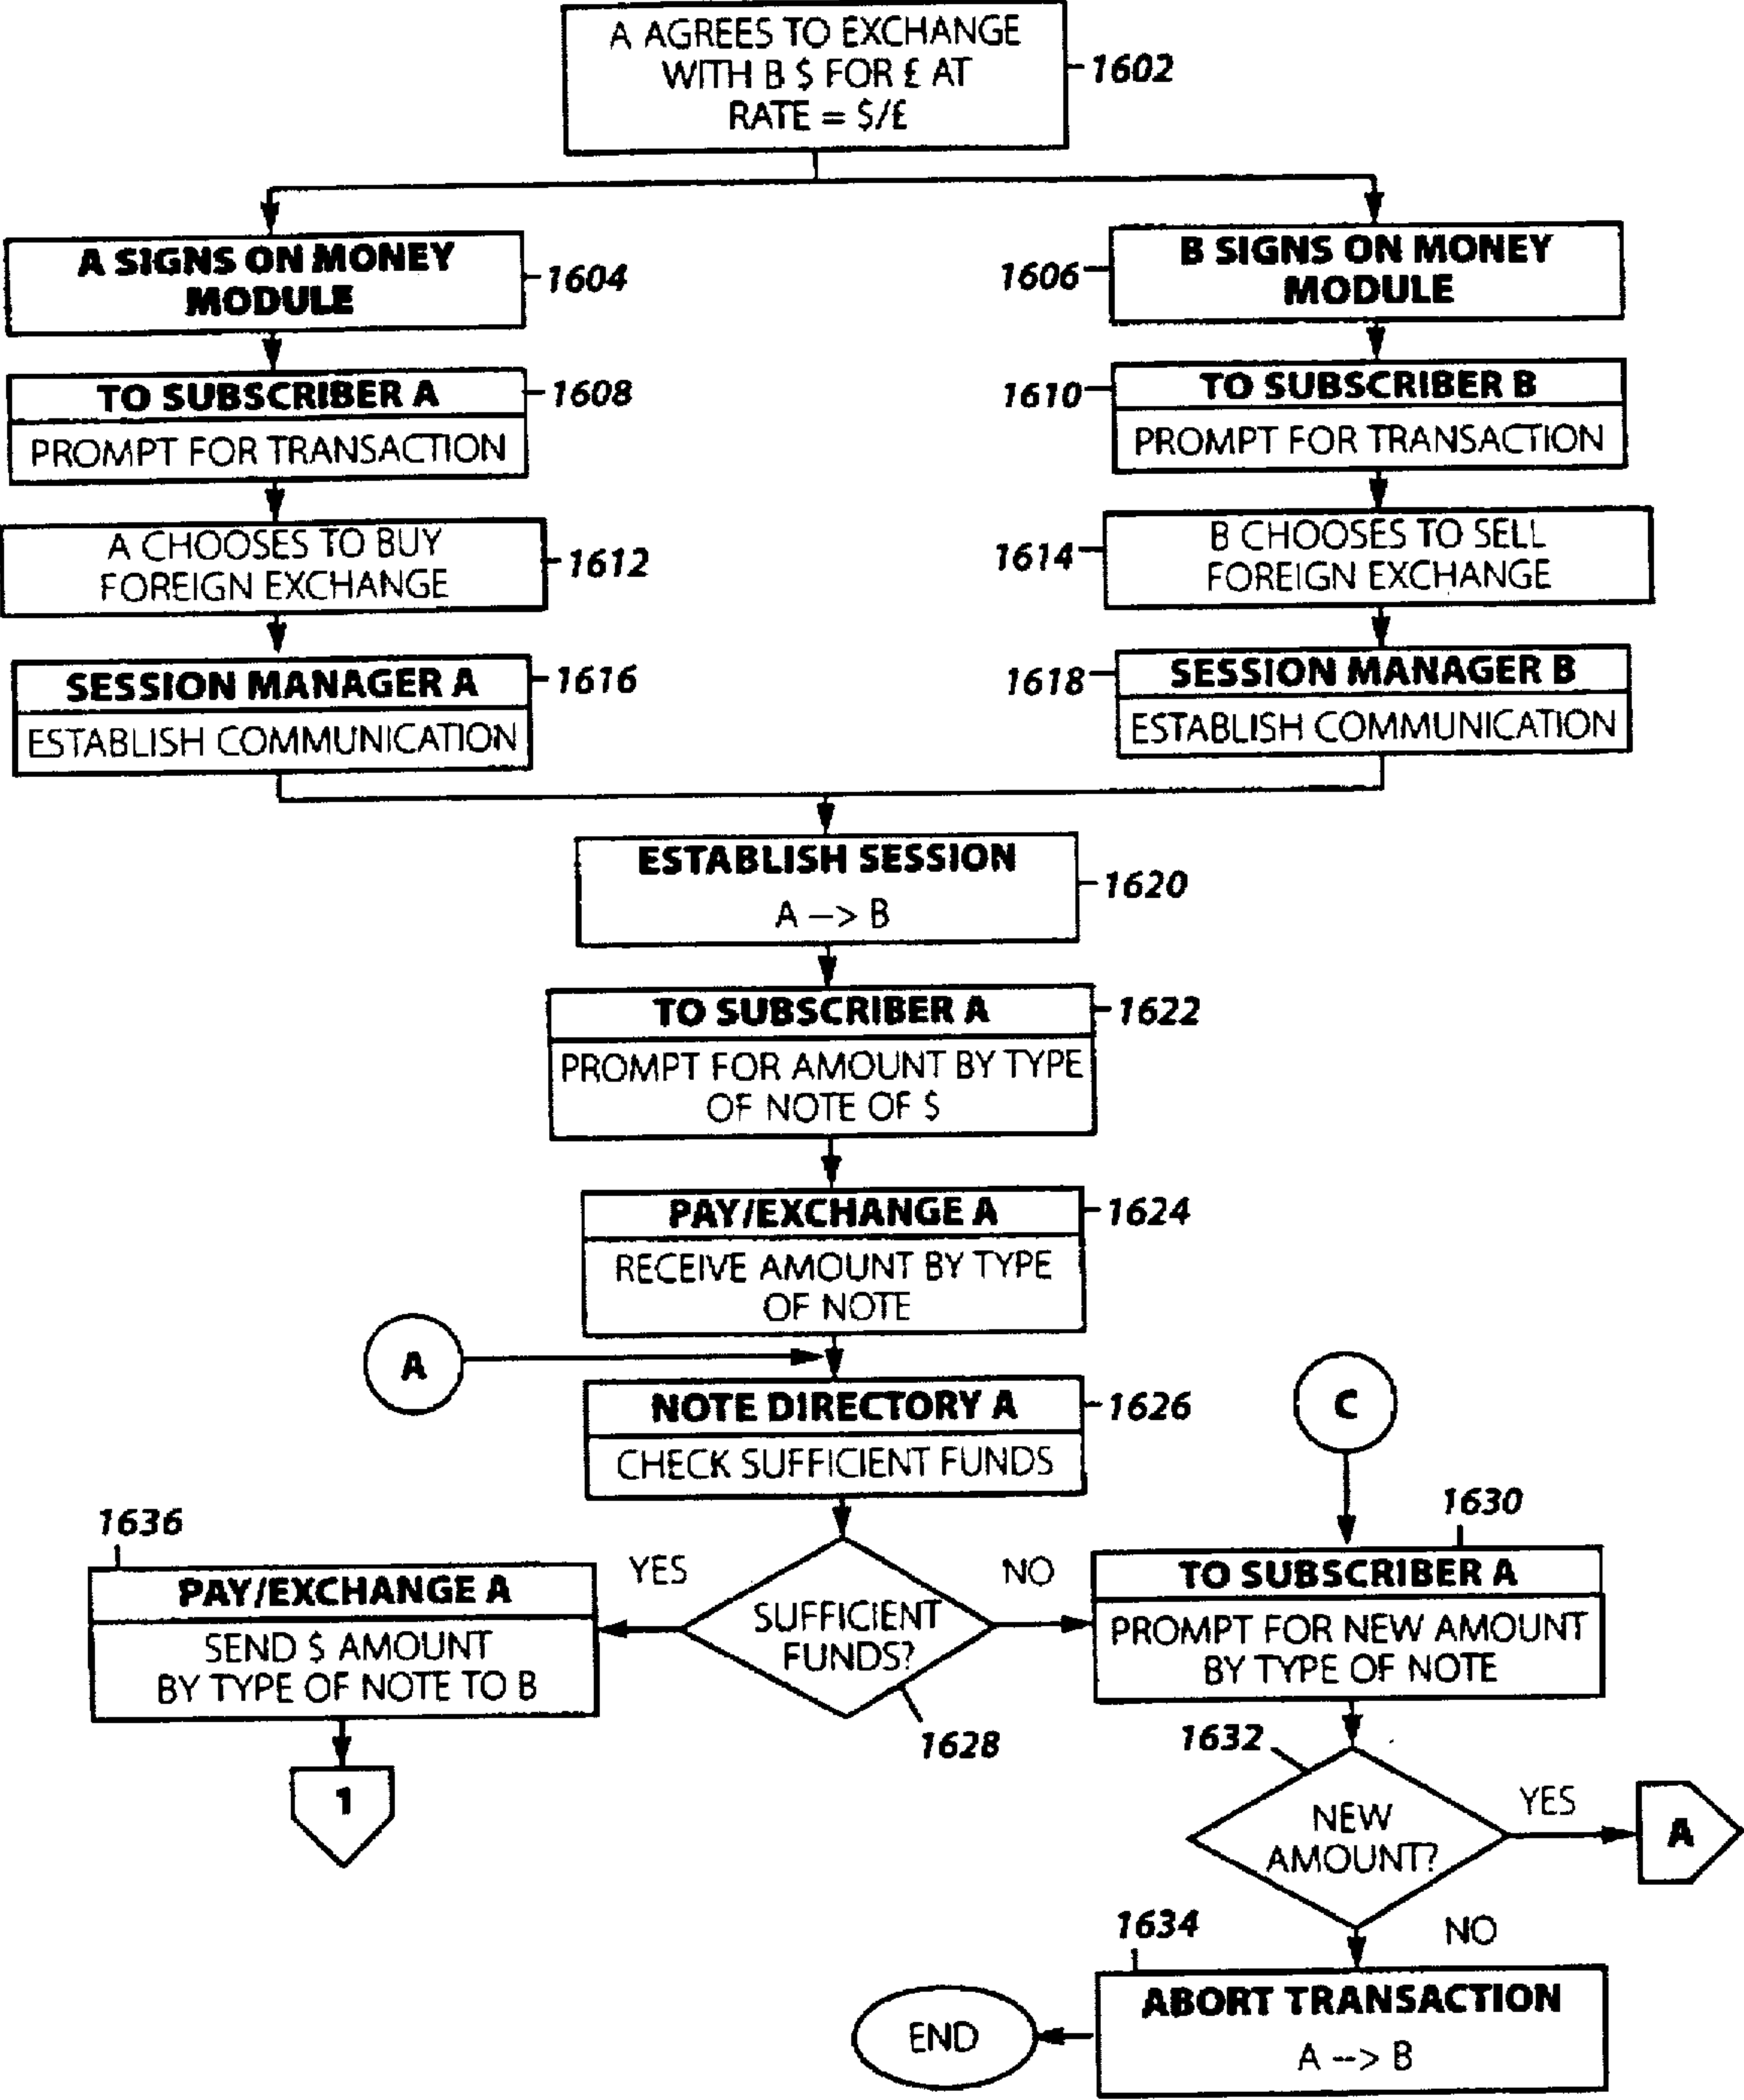 A AGREES TO EXCHANGE
WITH B $ FOR £ AT
RATE = $/£
1602
A SIGNS ON MONEY
MODULE
1604
1606
B SIGNS ON MONEY
MODULE
TO SUBSCRIBER A
1608
PROMPT FOR TRANSACTION
1610
TO SUBSCRIBER B
PROMPT FOR TRANSACTION
A CHOOSES TO BUY
FOREIGN EXCHANGE
1612
1614
B CHOOSES TO SELL
FOREIGN EXCHANGE
SESSION MANAGER A
1616
ESTABLISH COMMUNICATION
1618
SESSION MANAGER B
ESTABLISH COMMUNICATION
ESTABLISH SESSION
A --> B
1620
TO SUBSCRIBER A
1622
PROMPT FOR AMOUNT BY TYPE
OF NOTE OF $
PAY/EXCHANGE A
1624
RECEIVE AMOUNT BY TYPE
OF NOTE
A
NOTE DIRECTORY A
1626
CHECK SUFFICIENT FUNDS
C
1636
PAY/EXCHANGE A
SEND $ AMOUNT
BY TYPE OF NOTE TO B
YES
SUFFICIENT
FUNDS?
NO
1628
1630
TO SUBSCRIBER A
PROMPT FOR NEW AMOUNT
BY TYPE OF NOTE
1
1632
NEW
AMOUNT?
YES
A
NO
1634
ABORT TRANSACTION
A --> B
END